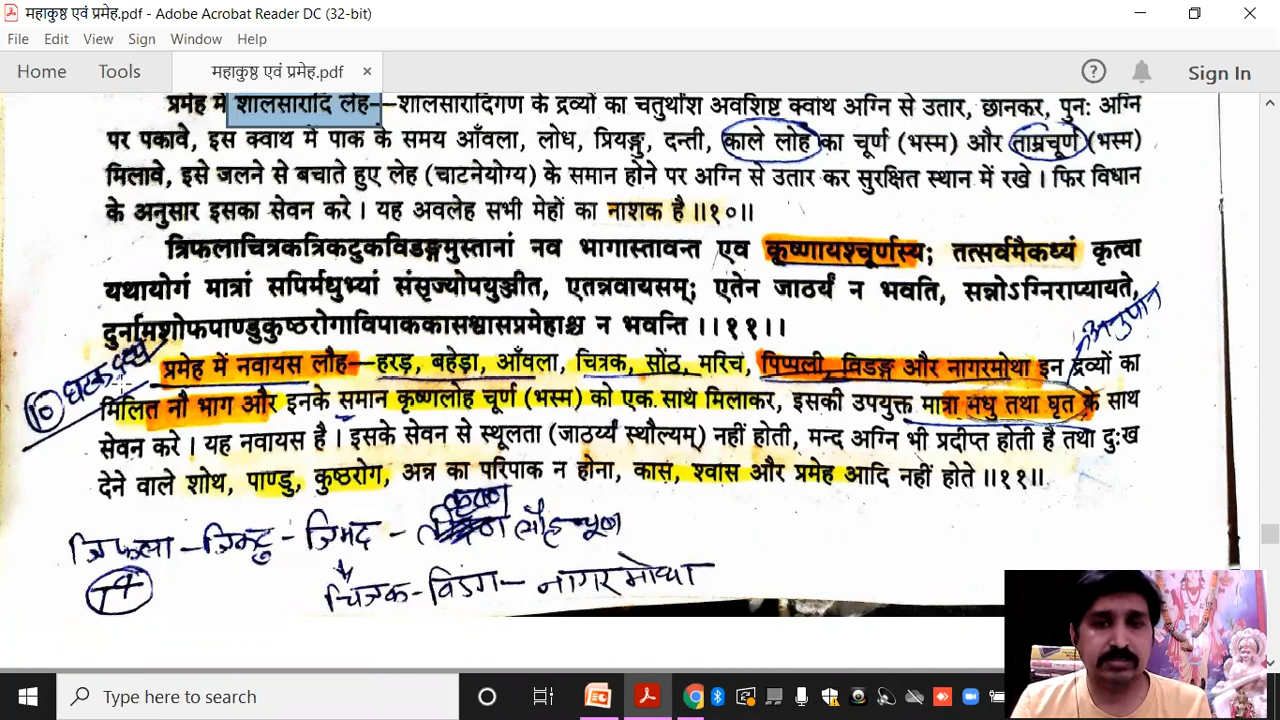 महाकुष्ठ एवं प्रमेह.pdf - Adobe Acrobat Reader DC (32-bit)
File Edit View Sign Window Help
Home Tools महाकुष्ठ एवं प्रमेह.pdf × Sign In
प्रमेह में शालसारादि लेह—शालसारादिगण के द्रव्यों का चतुर्थांश अवशिष्ट क्वाथ अग्नि से उतार, छानकर, पुनः अग्नि
पर पकावे, इस क्वाथ में पाक के समय आँवला, लोध, प्रियङ्गु, दन्ती, काले लोह का चूर्ण (भस्म) और ताम्रचूर्ण (भस्म)
मिलावे, इसे जलने से बचाते हुए लेह (चाटनेयोग्य) के समान होने पर अग्नि से उतार कर सुरक्षित स्थान में रखे। फिर विधान
के अनुसार इसका सेवन करे। यह अवलेह सभी मेहों का नाशक है॥१०॥
त्रिफलाचित्रकत्रिकटुकविडङ्गमुस्तानां नव भागास्तावन्त एव कृष्णायश्चूर्णस्य; तत्सर्वमैकध्यं कृत्वा
यथायोगं मात्रां सर्पिर्मधुभ्यां संसृज्योपयुञ्जीत, एतन्नवायसम्; एतेन जाठर्यं न भवति, सन्नोऽग्निराप्यायते,
दुर्नामशोफपाण्डुकुष्ठरोगाविपाककासश्वासप्रमेहाश्च न भवन्ति ।।११।।
अनुपान
प्रमेह में नवायस लौह—हरड़, बहेड़ा, आँवला, चित्रक, सोंठ, मरिच, पिप्पली, विडङ्ग और नागरमोथा इन द्रव्यों का
१० घटक द्रव्य
मिलित नौ भाग और इनके समान कृष्णलोह चूर्ण (भस्म) को एक साथ मिलाकर, इसकी उपयुक्त मात्रा मधु तथा घृत के साथ
सेवन करे। यह नवायस है। इसके सेवन से स्थूलता (जाठर्य्यं स्थौल्यम्) नहीं होती, मन्द अग्नि भी प्रदीप्त होती है तथा दुःख
देने वाले शोथ, पाण्डु, कुष्ठरोग, अन्न का परिपाक न होना, कास, श्वास और प्रमेह आदि नहीं होते॥११॥
कृष्ण
त्रिफला - त्रिकटु - त्रिमद - लौह चूर्ण
चित्रक - विडंग - नागरमोथा
Type here to search